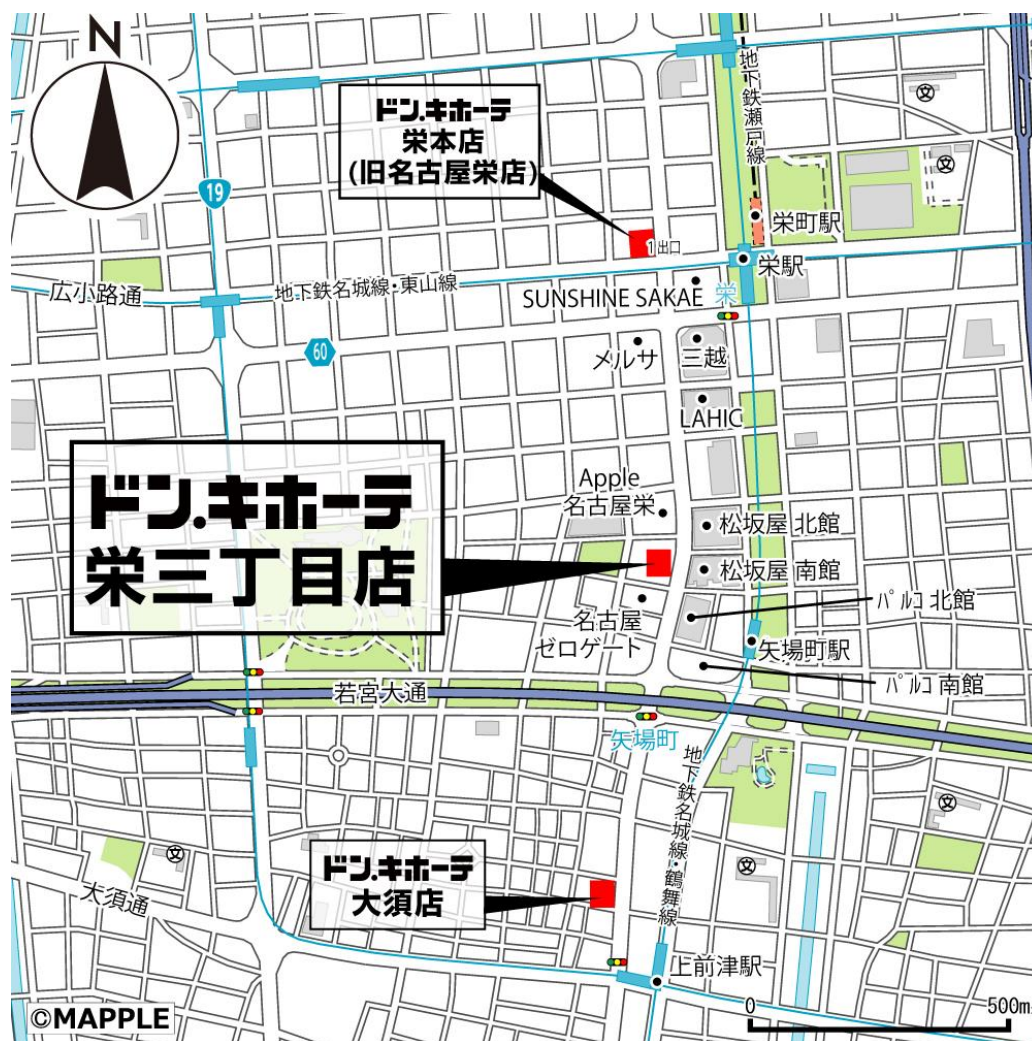 N
ドン.キホーテ
栄本店
(旧名古屋栄店)
地下鉄瀬戸線
文
文
19
栄町駅
1出口
栄駅
広小路通
地下鉄名城線・東山線
SUNSHINE SAKAE
栄
60
メルサ
三越
LAHIC
ドン.キホーテ
栄三丁目店
Apple
名古屋栄
松坂屋 北館
松坂屋 南館
パルコ 北館
名古屋
ゼロゲート
矢場町駅
パルコ 南館
若宮大通
矢場町
地下鉄名城線・鶴舞線
文
文
文
ドン.キホーテ
大須店
大須通
上前津駅
0
500m
©MAPPLE